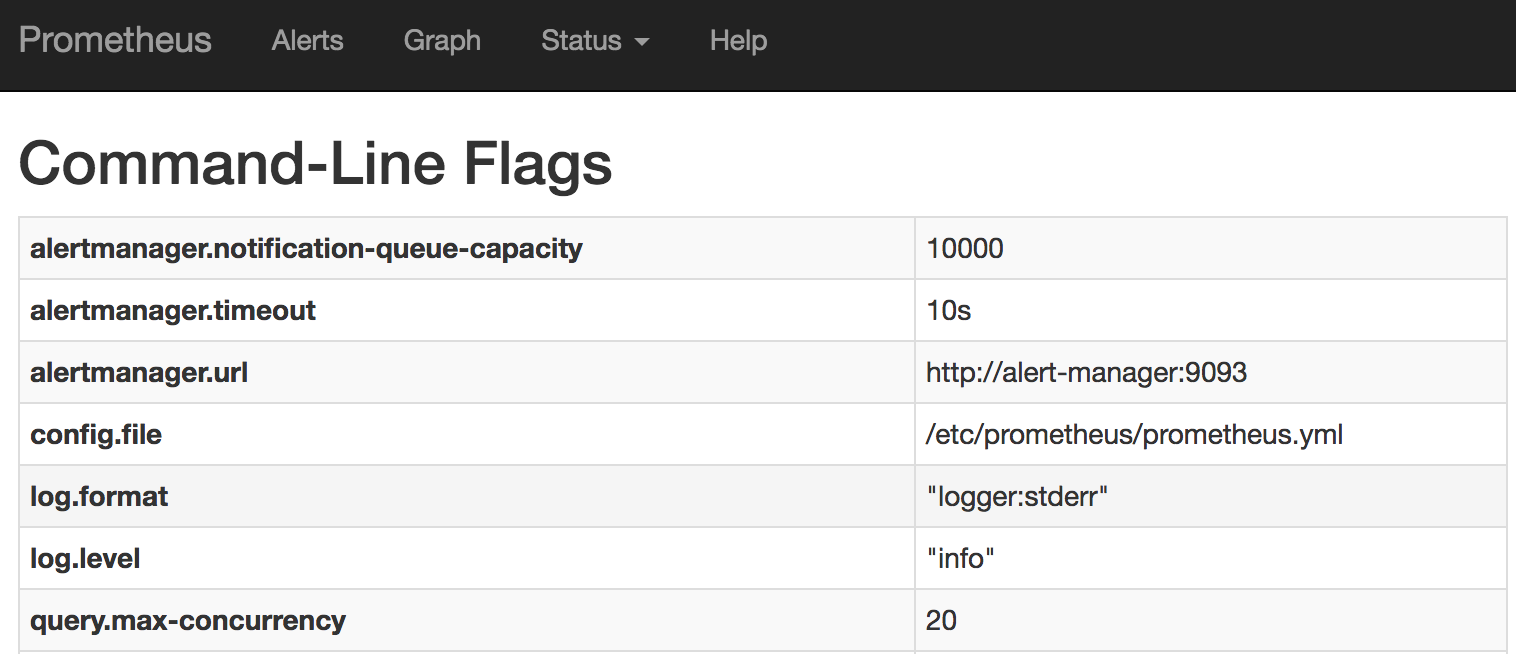 Prometheus Alerts Graph Status Help
Command-Line Flags
alertmanager.notification-queue-capacity 10000
alertmanager.timeout 10s
alertmanager.url http://alert-manager:9093
config.file /etc/prometheus/prometheus.yml
log.format "logger:stderr"
log.level "info"
query.max-concurrency 20